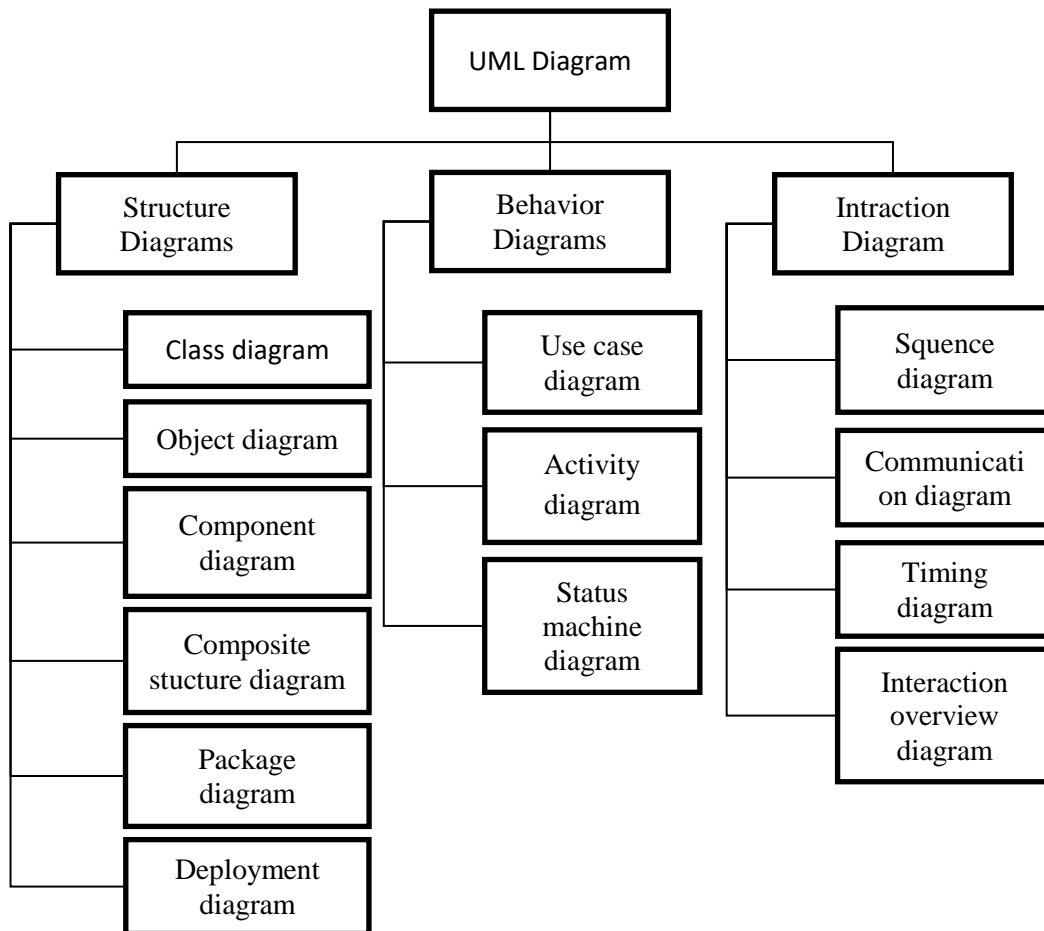 UML Diagram
Structure
Diagrams
Class diagram
Object diagram
Component
diagram
Composite
stucture diagram
Package
diagram
Deployment
diagram
Behavior
Diagrams
Use case
diagram
Activity
diagram
Status
machine
diagram
Intraction
Diagram
Squence
diagram
Communicati
on diagram
Timing
diagram
Interaction
overview
diagram